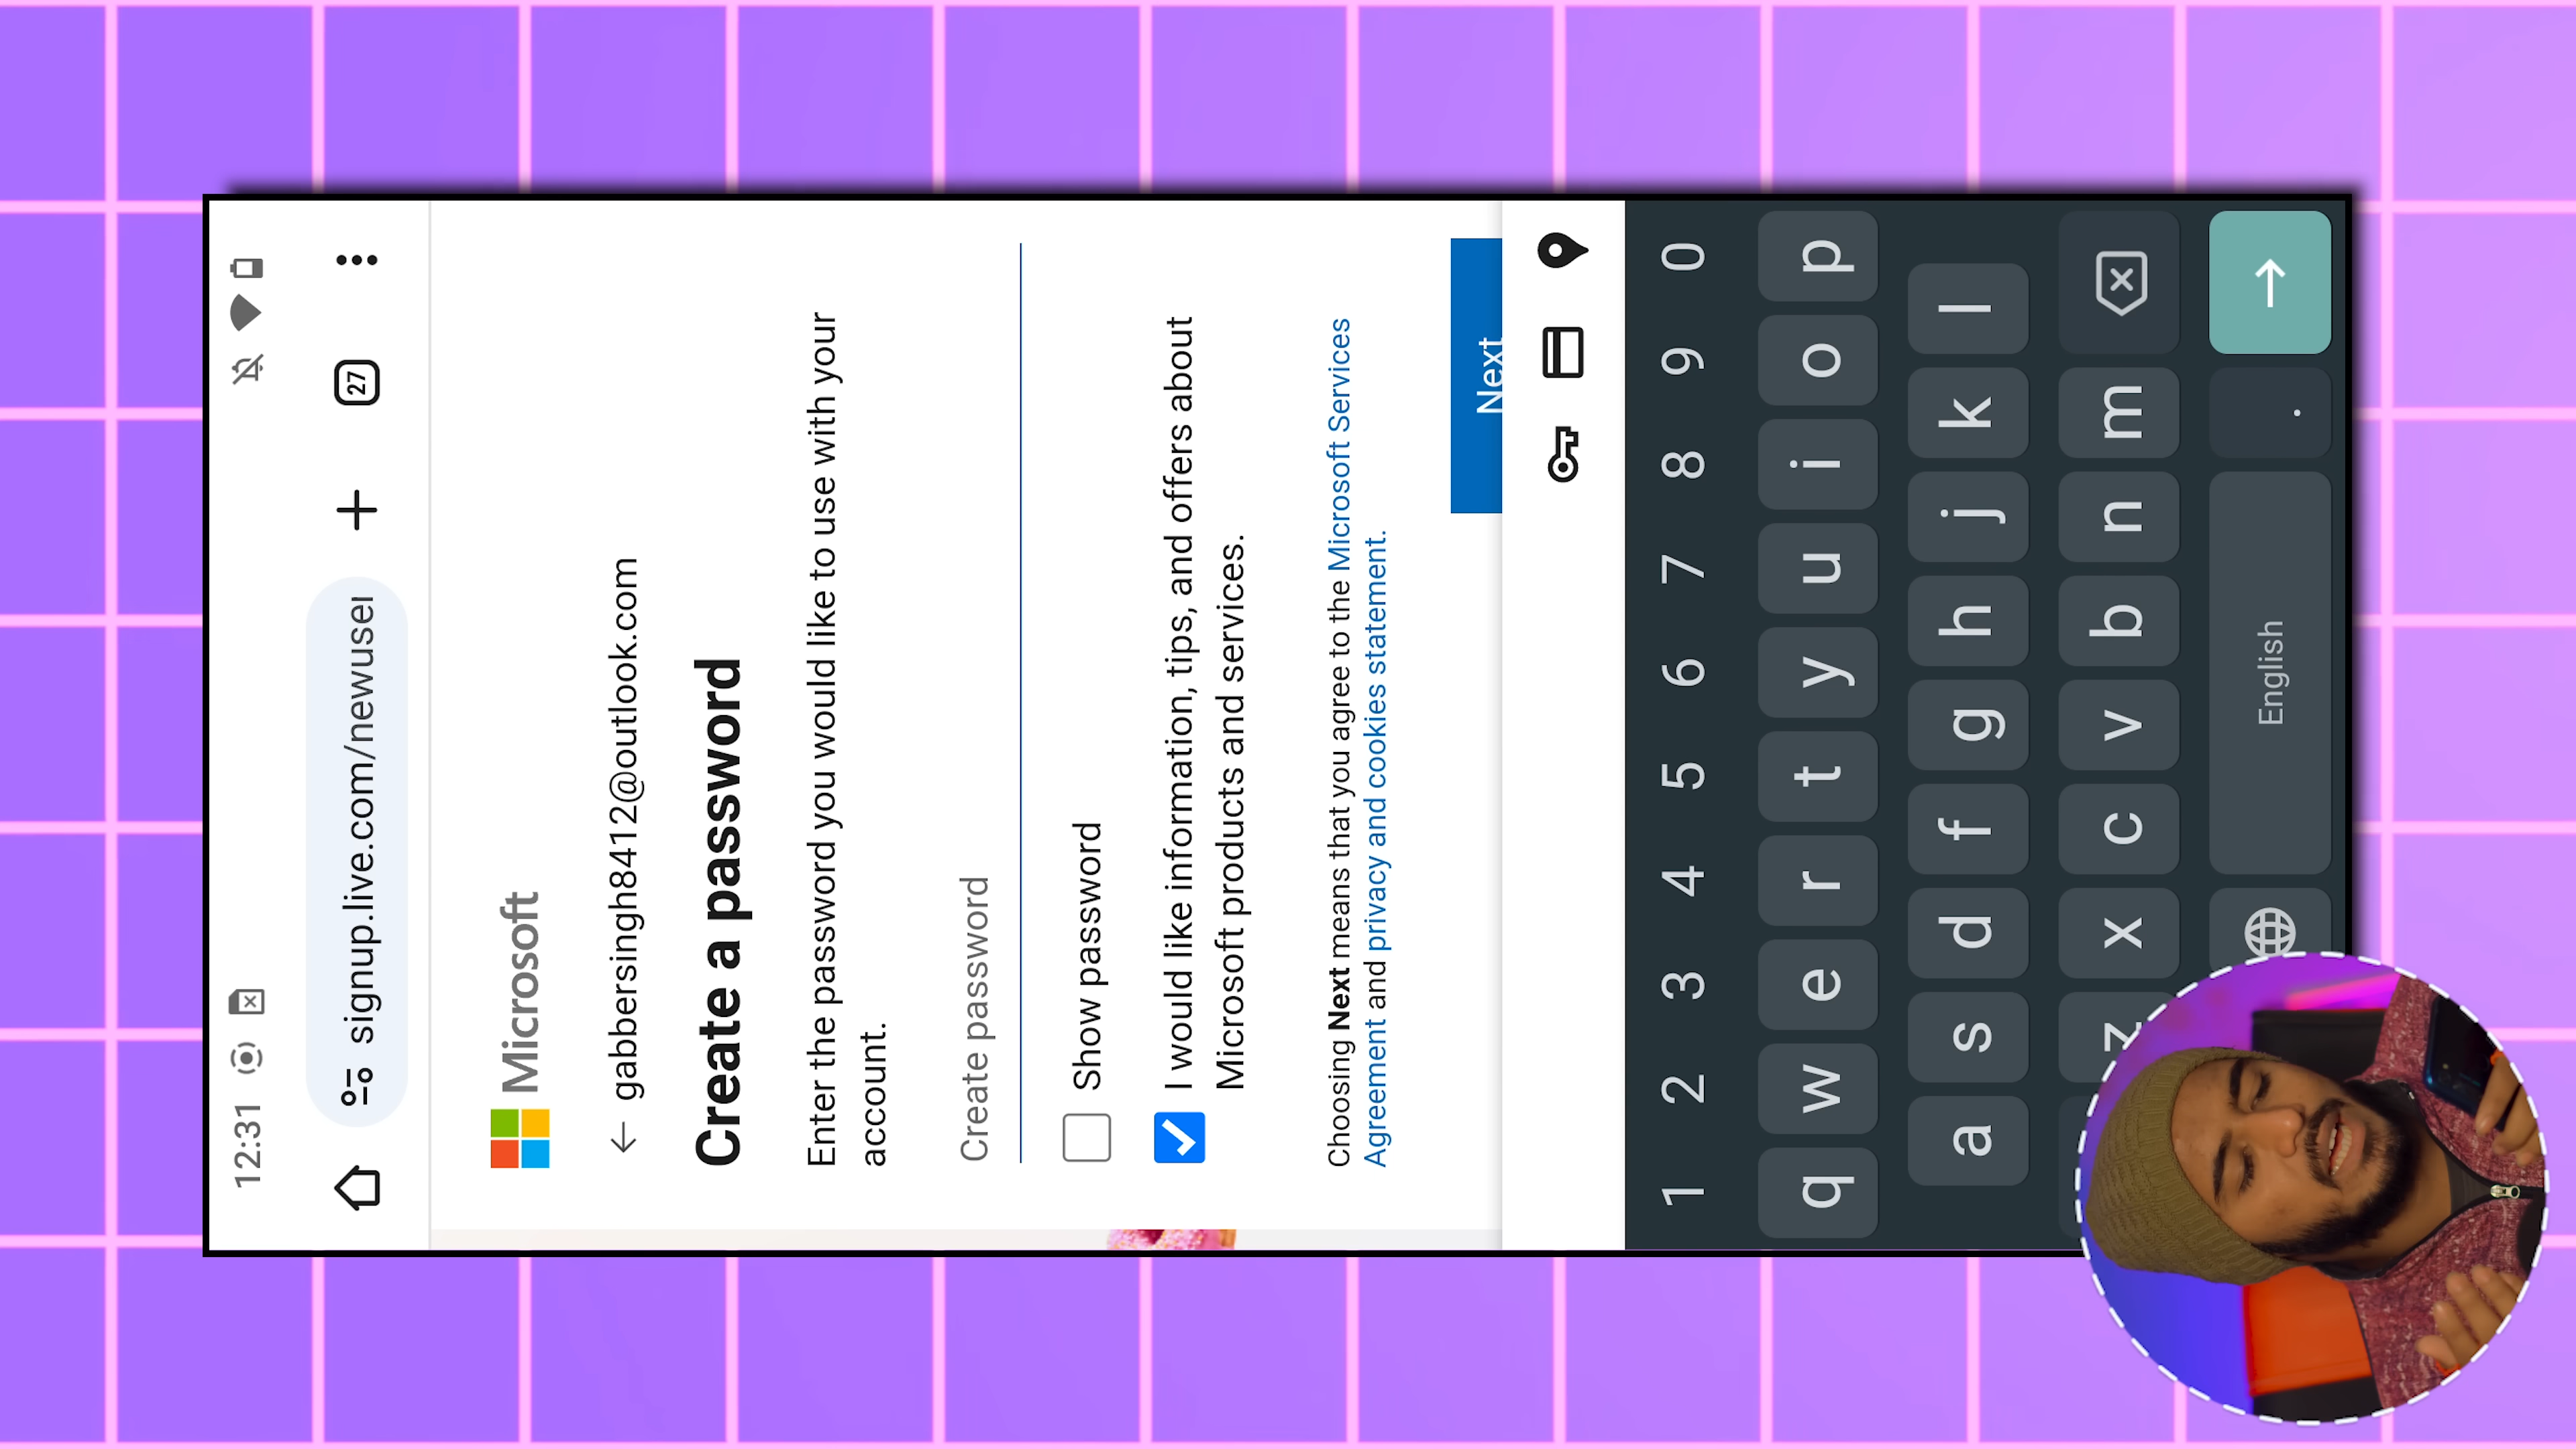 12:31
signup.live.com/newuser
27
Microsoft
gabbersingh8412@outlook.com
Create a password
Enter the password you would like to use with your
account.
Create password
Show password
I would like information, tips, and offers about
Microsoft products and services.
Choosing Next means that you agree to the Microsoft Services
Agreement and privacy and cookies statement.
Next
1 2 3 4 5 6 7 8 9 0
q w e r t y u i o p
a s d f g h j k l
z x c v b n m
English .